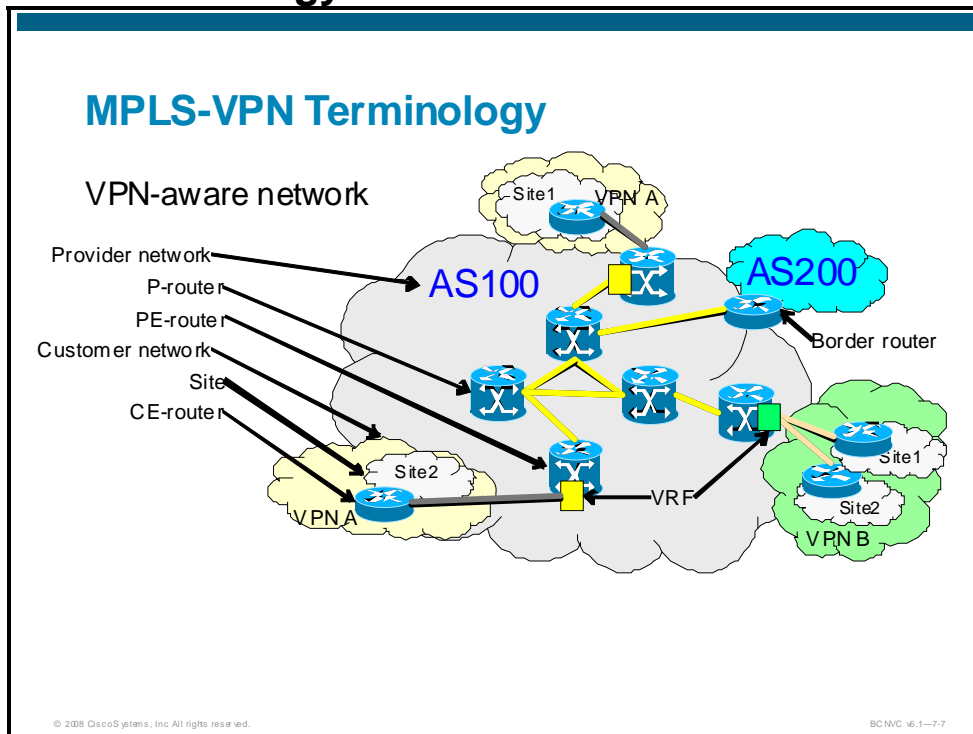 gy
MPLS-VPN Terminology
VPN-aware network
Site1
VPN A
Provider network
AS100
AS200
P-router
PE-router
Border router
Customer network
Site
CE-router
Site2
VPN A
VRF
Site1
Site2
VPN B
© 2008 Cisco Systems, Inc. All rights reserved.
BCNVC v6.1—7-7